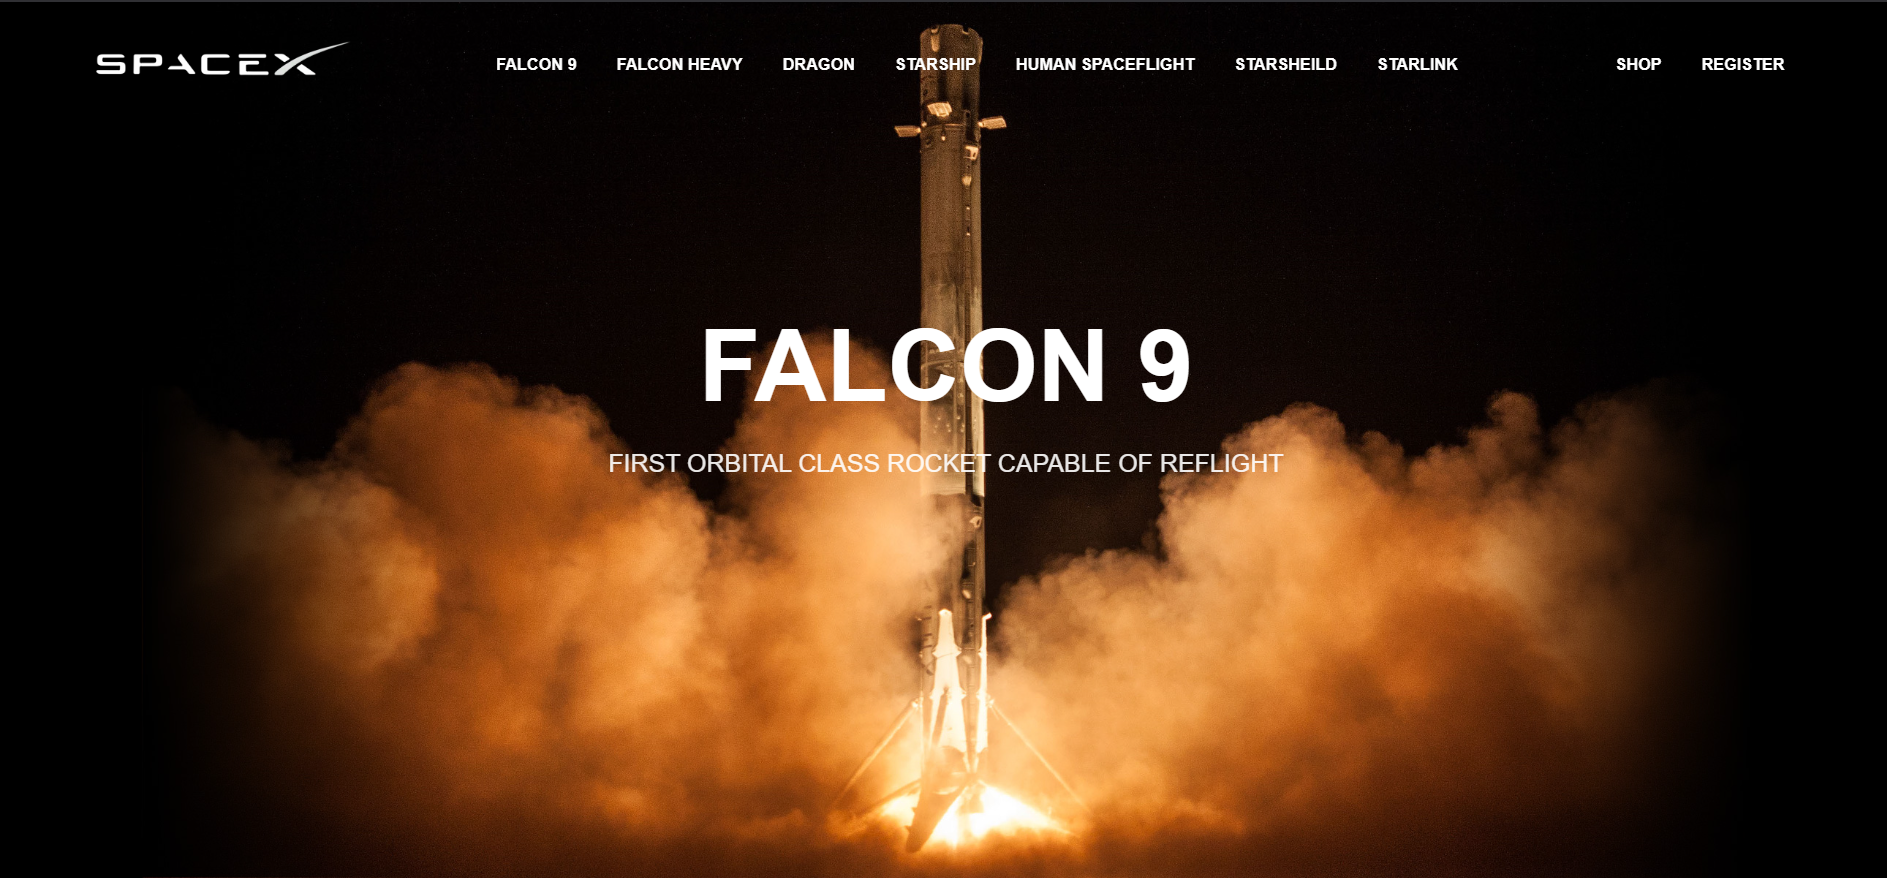 SPACEX
FALCON 9 FALCON HEAVY DRAGON STARSHIP HUMAN SPACEFLIGHT STARSHEILD STARLINK SHOP REGISTER
FALCON 9
FIRST ORBITAL CLASS ROCKET CAPABLE OF REFLIGHT